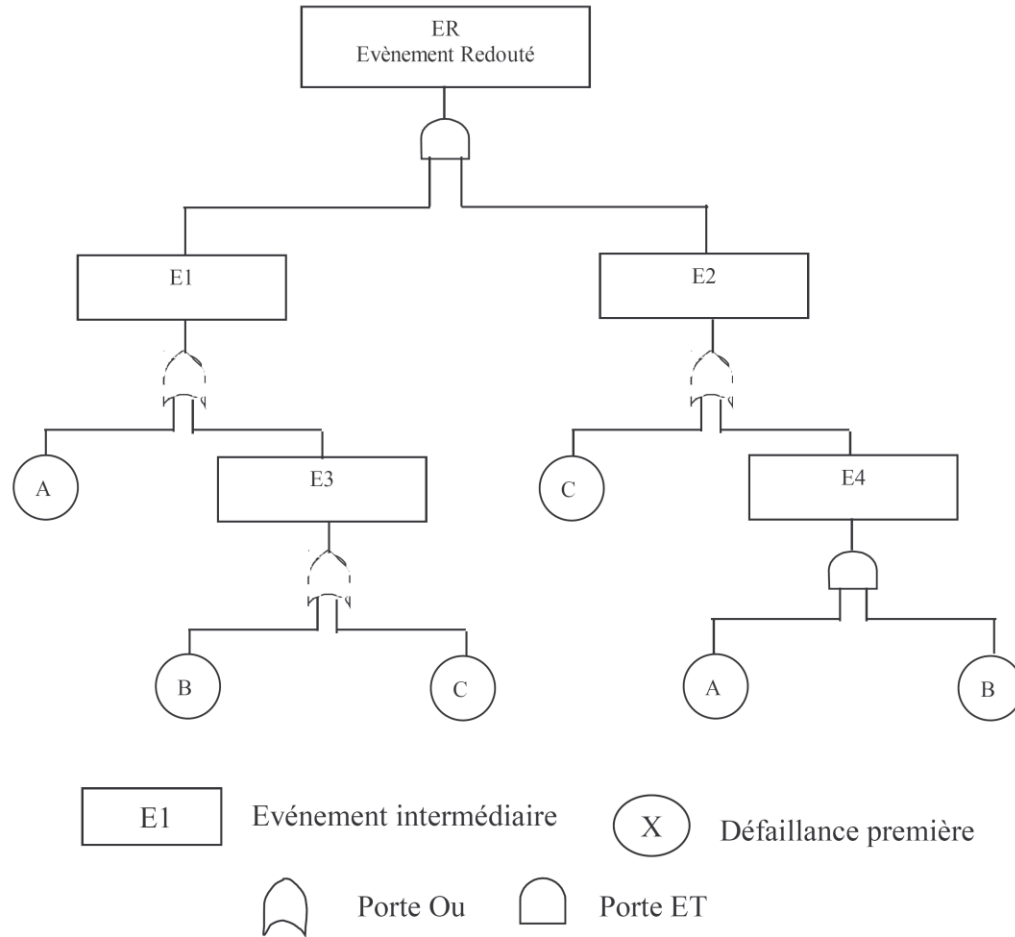 ER
Evènement Redouté
E1
E2
A
E3
C
E4
B
C
A
B
E1 Evénement intermédiaire
X Défaillance première
Porte Ou
Porte ET